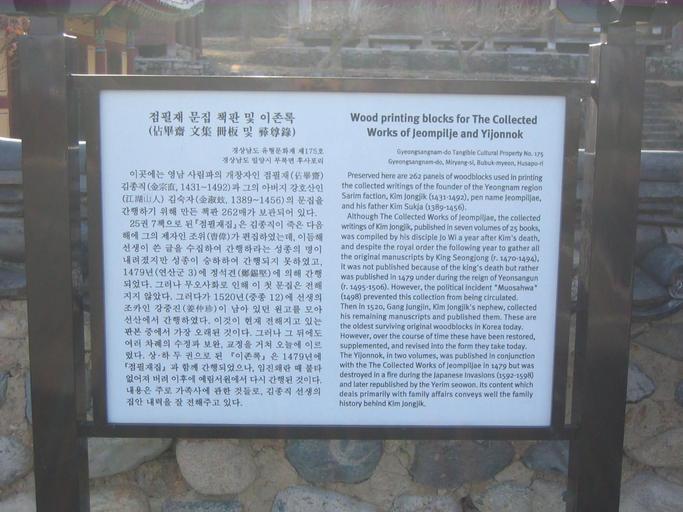 점필재 문집 책판 및 이존록
(佔畢齋 文集 冊板 및 彛尊錄)
경상남도 유형문화재 제175호
경상남도 밀양시 부북면 후사포리
이곳에는 영남 사림파의 개창자인 점필재(佔畢齋)
김종직(金宗直, 1431~1492)과 그의 아버지 강호산인
(江湖山人) 김숙자(金淑滋, 1389~1456)의 문집을
간행하기 위해 만든 책판 262매가 보관되어 있다.
25권 7책으로 된『점필재집』은 김종직이 죽은 다음
해에 그의 제자인 조위(曺偉)가 편집하였는데, 이듬해
선생이 쓴 글을 수집하여 간행하라는 성종의 명이
내려졌지만 성종이 승하하여 간행되지 못하였고,
1479년(연산군 3)에 정석견(鄭錫堅)에 의해 간행
되었다. 그러나 무오사화로 인해 이 첫 문집은 전해
지지 않았다. 그러다가 1520년(중종 12)에 선생의
조카인 강중진(姜仲珍)이 남아 있던 원고를 모아
선산에서 간행하였다. 이것이 현재 전해지고 있는
판본 중에서 가장 오래된 것이다. 그러나 그 뒤에도
여러 차례의 수정과 보완, 교정을 거쳐 오늘에 이르
렀다. 상·하 두 권으로 된 『이존록』은 1479년에
『점필재집』과 함께 간행되었으나, 임진왜란 때 불타
없어져 버려 이후에 예림서원에서 다시 간행된 것이다.
내용은 주로 가족사에 관한 것들로, 김종직 선생의
집안 내력을 잘 전해주고 있다.
Wood printing blocks for The Collected
Works of Jeompilje and Yijonnok
Gyeongsangnam-do Tangible Cultural Property No. 175
Gyeongsangnam-do, Miryang-si, Bubuk-myeon, Husapo-ri
Preserved here are 262 panels of woodblocks used in printing
the collected writings of the founder of the Yeongnam region
Sarim faction, Kim Jongjik (1431-1492), pen name Jeompiljae,
and his father Kim Sukja (1389-1456).
Although The Collected Works of Jeompiljae, the collected
writings of Kim Jongjik, published in seven volumes of 25 books,
was compiled by his disciple Jo Wi a year after Kim's death,
and despite the royal order the following year to gather all
the original manuscripts by King Seongjong (r. 1470-1494),
it was not published because of the king's death but rather
was published in 1479 under during the reign of Yeonsangun
(r. 1495-1506). However, the political incident "Muosahwa"
(1498) prevented this collection from being circulated.
Then in 1520, Gang Jungjin, Kim Jongjik's nephew, collected
his remaining manuscripts and published them. These are
the oldest surviving original woodblocks in Korea today.
However, over the course of time these have been restored,
supplemented, and revised into the form they take today.
The Yijonnok, in two volumes, was published in conjunction
with the The Collected Works of Jeompiljae in 1479 but was
destroyed in a fire during the Japanese Invasions (1592-1598)
and later republished by the Yerim seowon. Its content which
deals primarily with family affairs conveys well the family
history behind Kim Jongjik.